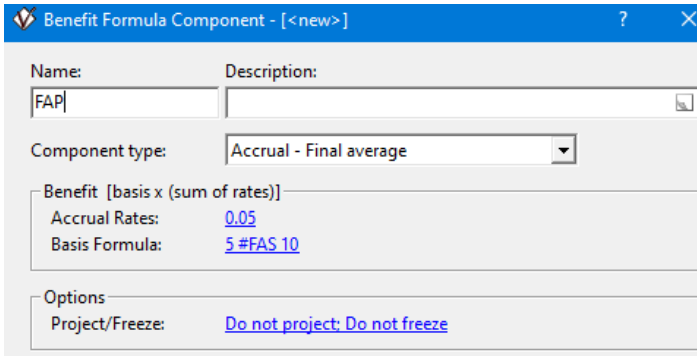 Benefit Formula Component - [<new>] ? ✕
Name: Description:
FAP
Component type: Accrual - Final average
Benefit [basis x (sum of rates)]
Accrual Rates: 0.05
Basis Formula: 5 #FAS 10
Options
Project/Freeze: Do not project; Do not freeze